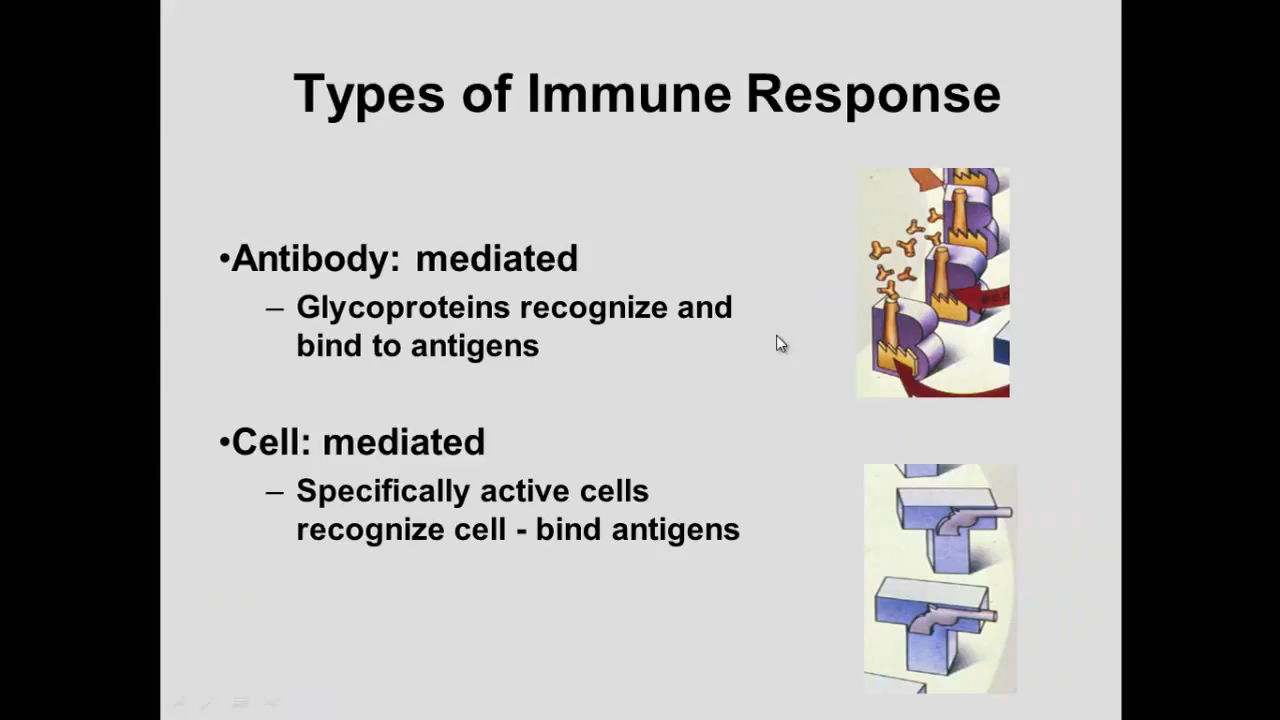 Types of Immune Response
•Antibody: mediated
– Glycoproteins recognize and
bind to antigens
•Cell: mediated
– Specifically active cells
recognize cell - bind antigens